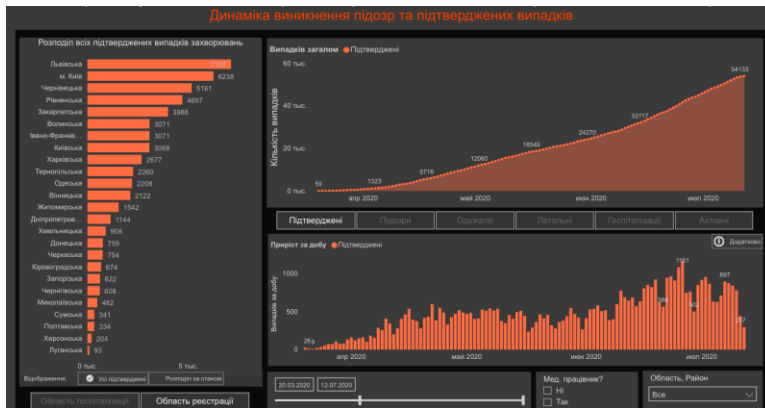 Динаміка виникнення підозр та підтверджених випадків
Розподіл всіх підтверджених випадків захворювань
Львівська
м. Київ 6238
Чернівецька 5161
Рівненська 4697
Закарпатська 3988
Волинська 3071
Івано-Франків... 3071
Київська 3068
Харківська 2677
Тернопільська 2260
Одеська 2208
Вінницька 2122
Житомирська 1542
Дніпропетров... 1144
Хмельницька 908
Донецька 759
Черкаська 754
Кіровоградська 674
Запорізька 622
Чернігівська 608
Миколаївська 482
Сумська 341
Полтавська 334
Херсонська 204
Луганська 93
0 тис. 5 тис.
Відображення: Усі підтверджені Розподіл за станом
Область госпіталізації Область реєстрації
Випадків загалом Підтверджені
Кількість випадків
60 тис.
40 тис.
20 тис.
0 тис.
59 1323 5716 12060 18549 24270 32117 54133
апр 2020 май 2020 июн 2020 июл 2020
Підтверджені Підозри Одужало Летальні Госпіталізації Активні
Приріст за добу Підтверджені
Додатково
Випадків за добу
1000
500
0
1151 897
апр 2020 май 2020 июн 2020 июл 2020
20.03.2020 12.07.2020
Мед. працівник?
Ні
Так
Область, Район
Все